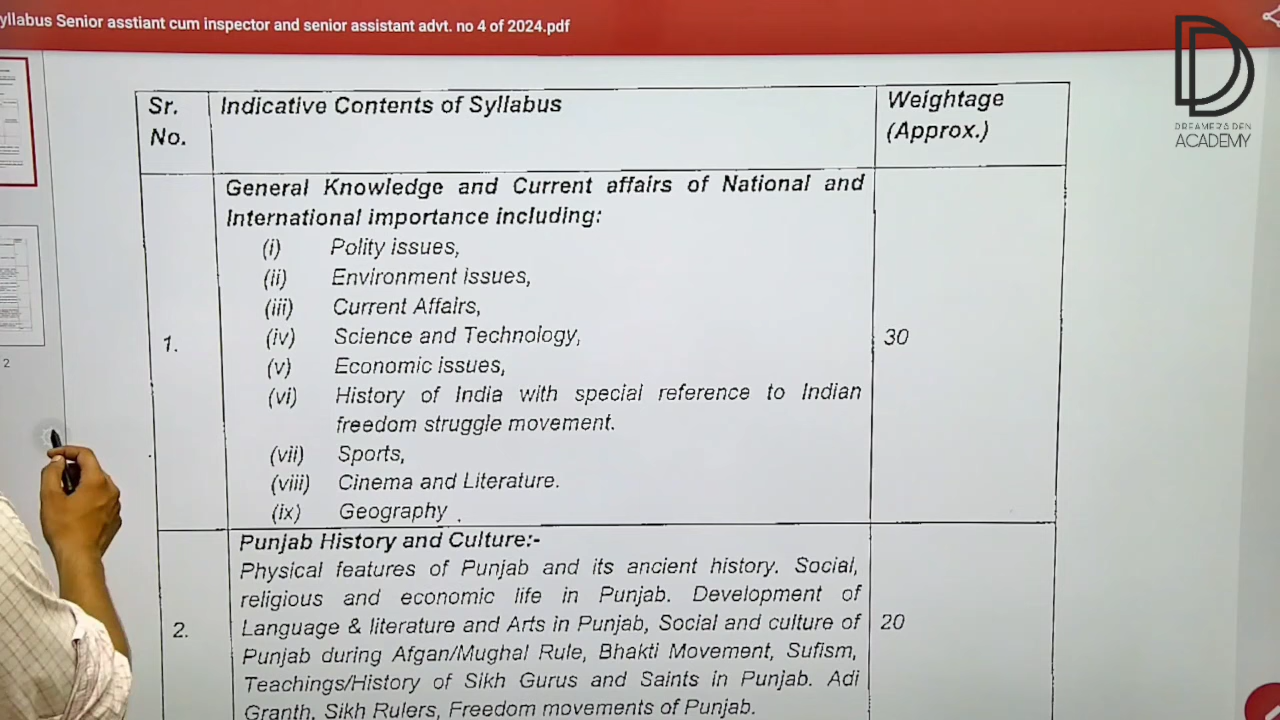 yllabus Senior asstiant cum inspector and senior assistant advt. no 4 of 2024.pdf
DREAMERZ DEN
ACADEMY
Sr. No.
Indicative Contents of Syllabus
Weightage (Approx.)
1.
General Knowledge and Current affairs of National and
International importance including:
(i) Polity issues,
(ii) Environment issues,
(iii) Current Affairs,
(iv) Science and Technology,
(v) Economic issues,
(vi) History of India with special reference to Indian
freedom struggle movement.
(vii) Sports,
(viii) Cinema and Literature.
(ix) Geography .
30
2
2.
Punjab History and Culture:-
Physical features of Punjab and its ancient history. Social,
religious and economic life in Punjab. Development of
Language & literature and Arts in Punjab, Social and culture of
Punjab during Afgan/Mughal Rule, Bhakti Movement, Sufism,
Teachings/History of Sikh Gurus and Saints in Punjab. Adi
Granth, Sikh Rulers, Freedom movements of Punjab.
20